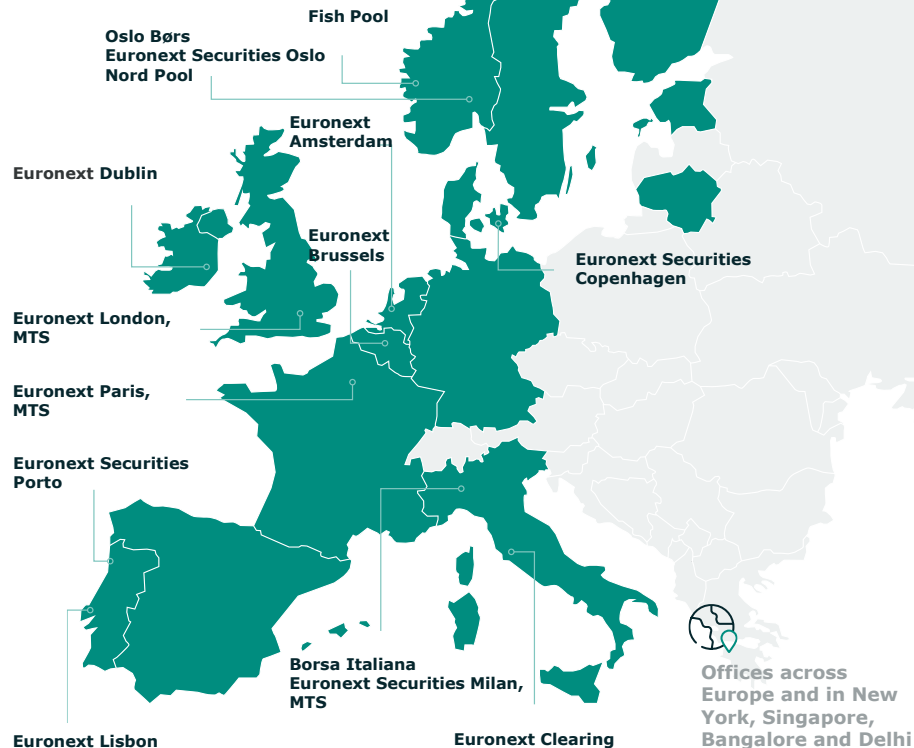 Fish Pool
Oslo Børs
Euronext Securities Oslo
Nord Pool
Euronext
Amsterdam
Euronext Dublin
Euronext
Brussels
Euronext Securities
Copenhagen
Euronext London,
MTS
Euronext Paris,
MTS
Euronext Securities
Porto
Borsa Italiana
Euronext Securities Milan,
MTS
Offices across
Europe and in New
York, Singapore,
Bangalore and Delhi
Euronext Lisbon
Euronext Clearing